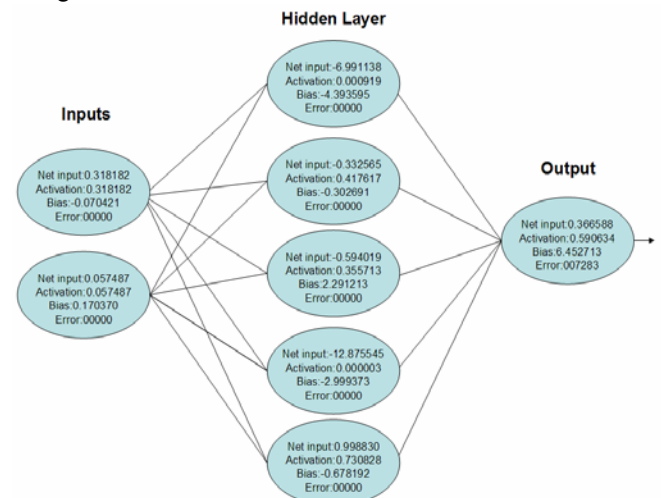 Hidden Layer
Net input:-6.991138
Activation:0.000919
Bias:-4.393595
Error:00000
Inputs
Net input:0.318182
Activation:0.318182
Bias:-0.070421
Error:00000
Net input:0.057487
Activation:0.057487
Bias:0.170370
Error:00000
Net input:-0.332565
Activation:0.417617
Bias:-0.302691
Error:00000
Net input:-0.594019
Activation:0.355713
Bias:2.291213
Error:00000
Net input:-12.875545
Activation:0.000003
Bias:-2.999373
Error:00000
Net input:0.998830
Activation:0.730828
Bias:-0.678192
Error:00000
Output
Net input:0.366588
Activation:0.590634
Bias:6.452713
Error:007283